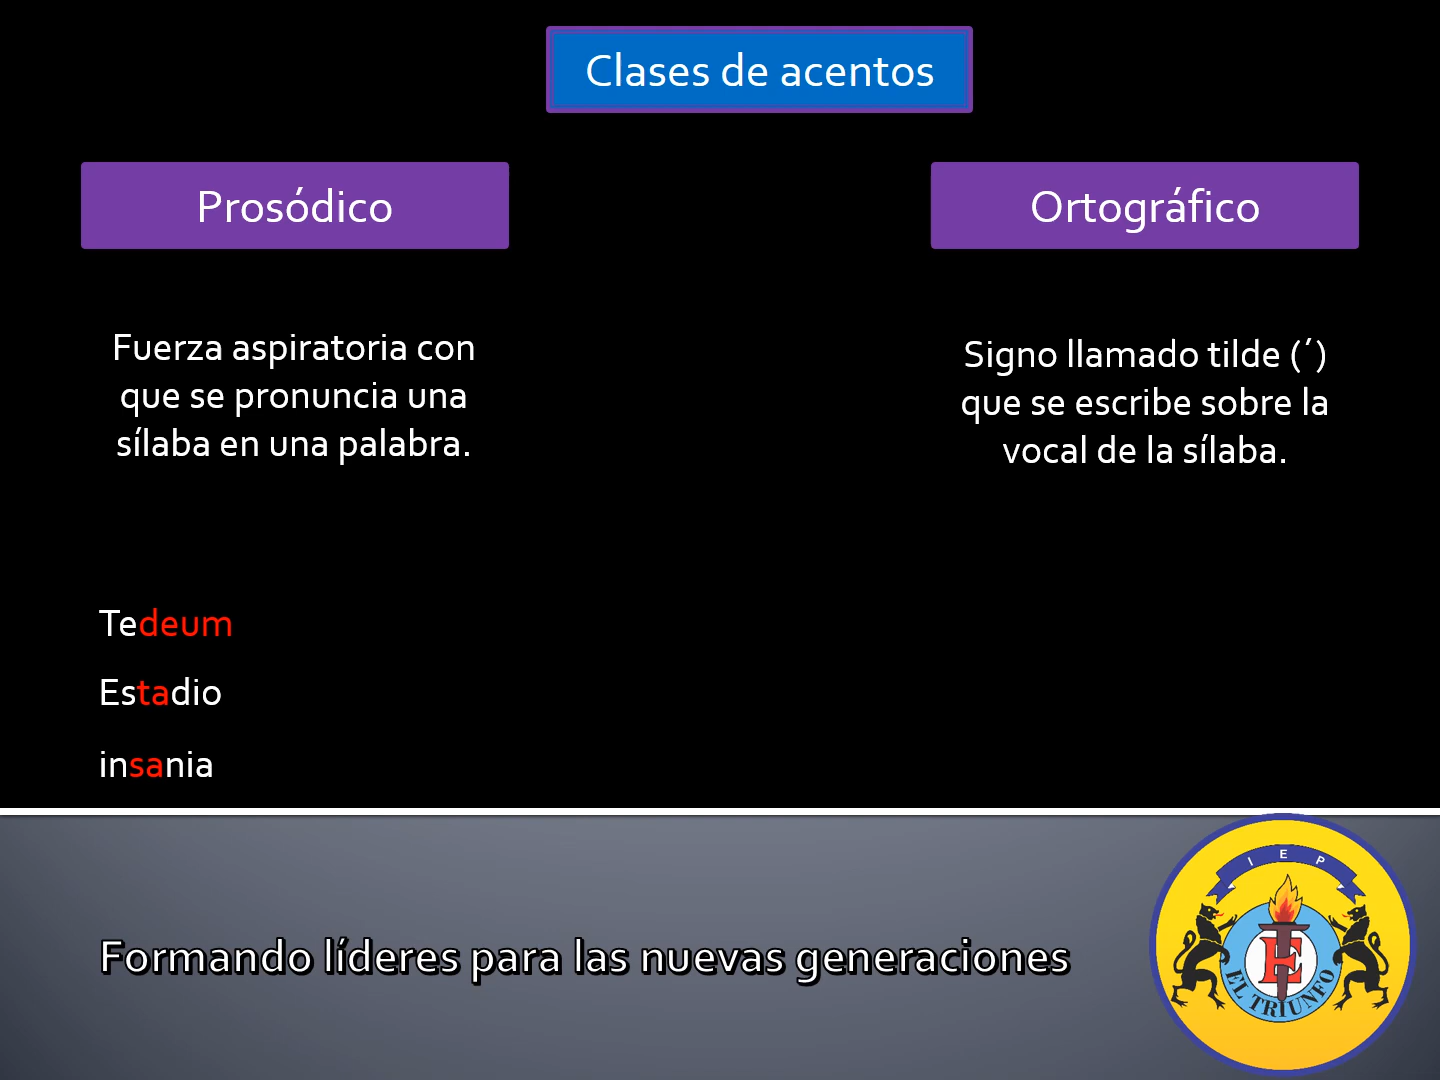 Clases de acentos
Prosódico
Fuerza aspiratoria con
que se pronuncia una
sílaba en una palabra.
Tedeum
Estadio
insania
Ortográfico
Signo llamado tilde (´)
que se escribe sobre la
vocal de la sílaba.
Formando líderes para las nuevas generaciones
I E P
E
EL TRIUNFO